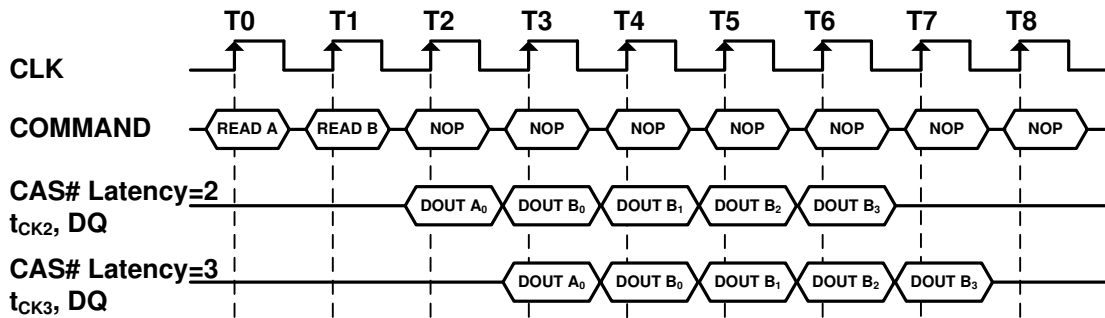 T0 T1 T2 T3 T4 T5 T6 T7 T8
CLK
COMMAND READ A READ B NOP NOP NOP NOP NOP NOP NOP
CAS# Latency=2
tCK2, DQ DOUT A0 DOUT B0 DOUT B1 DOUT B2 DOUT B3
CAS# Latency=3
tCK3, DQ DOUT A0 DOUT B0 DOUT B1 DOUT B2 DOUT B3